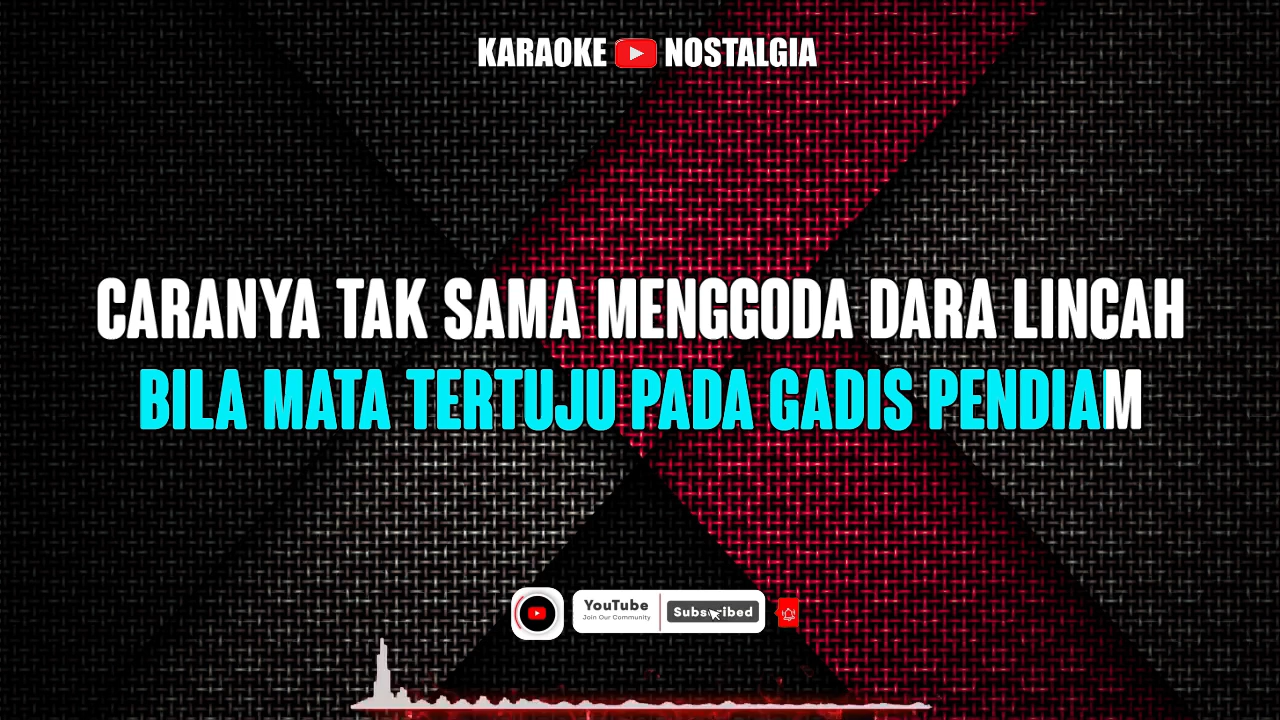 KARAOKE NOSTALGIA
CARANYA TAK SAMA MENGGODA DARA LINCAH
BILA MATA TERTUJU PADA GADIS PENDIAM
YouTube
Join Our Community
Subscribed